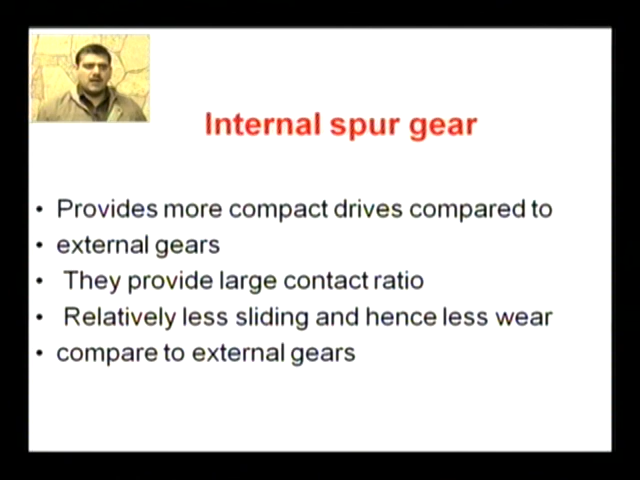 Internal spur gear
• Provides more compact drives compared to
• external gears
• They provide large contact ratio
• Relatively less sliding and hence less wear
• compare to external gears